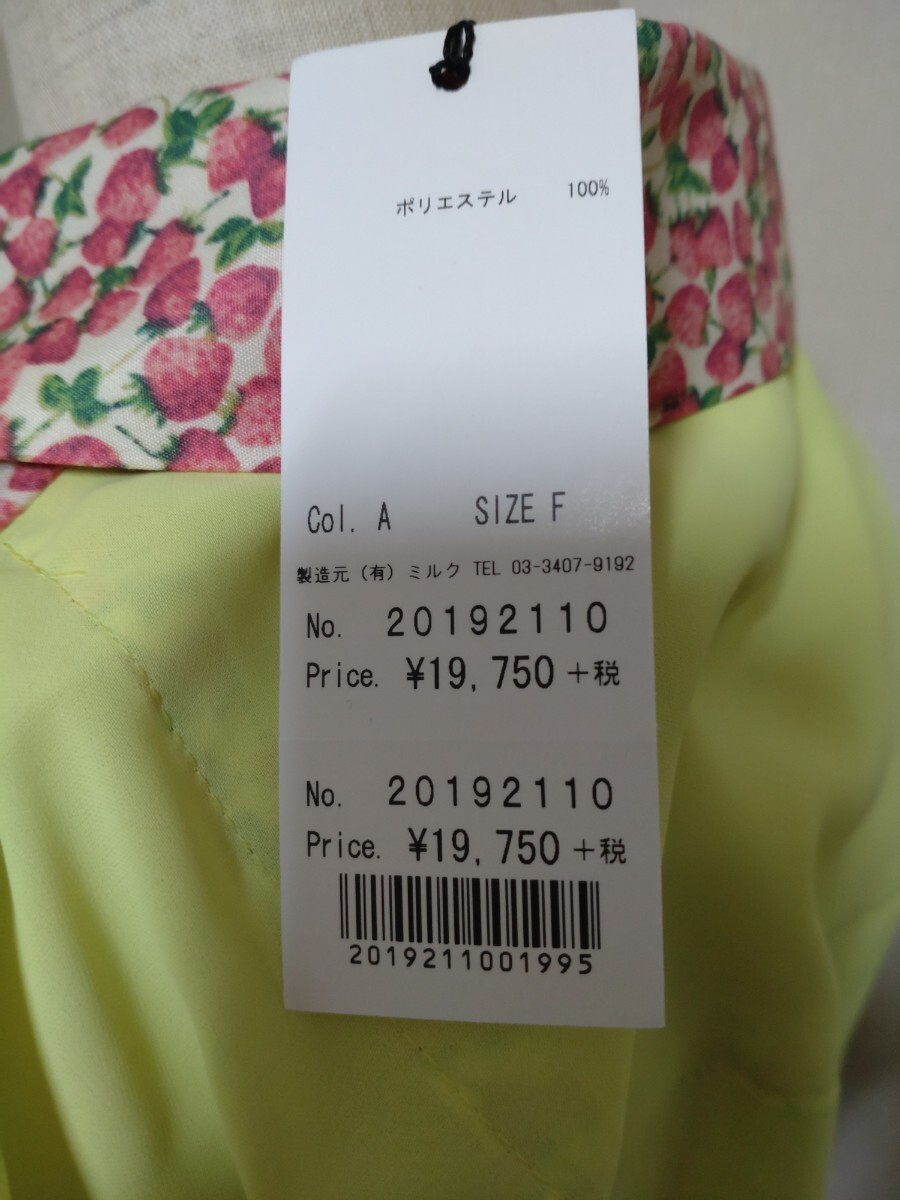 ポリエステル 100%
Col. A SIZE F
製造元 (有) ミルク TEL 03-3407-9192
No. 20192110
Price. ¥19,750 +税
No. 20192110
Price. ¥19,750 +税
2019211001995